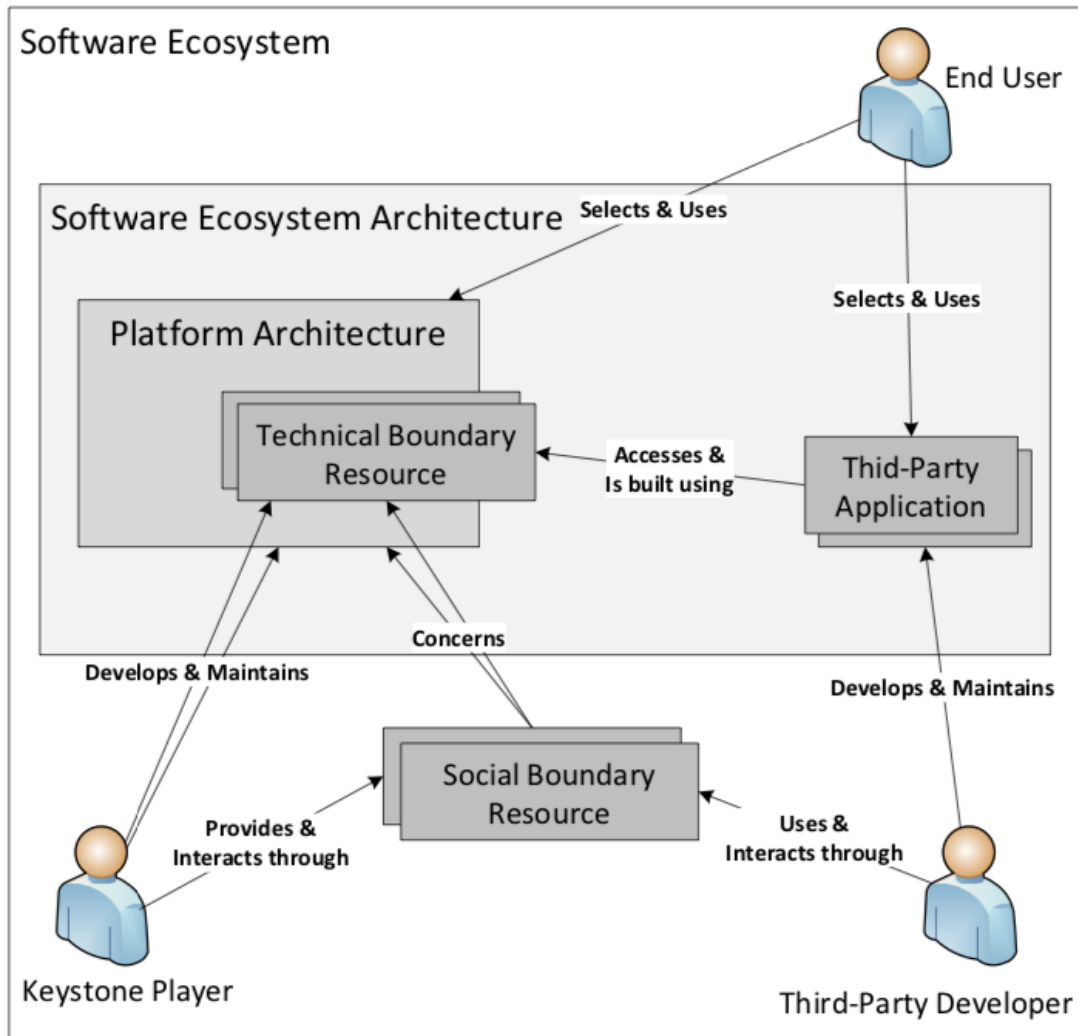 Software Ecosystem
End User
Software Ecosystem Architecture
Selects & Uses
Selects & Uses
Platform Architecture
Technical Boundary
Resource
Accesses &
Is built using
Thid-Party
Application
Concerns
Develops & Maintains
Develops & Maintains
Social Boundary
Resource
Provides &
Interacts through
Uses &
Interacts through
Keystone Player
Third-Party Developer